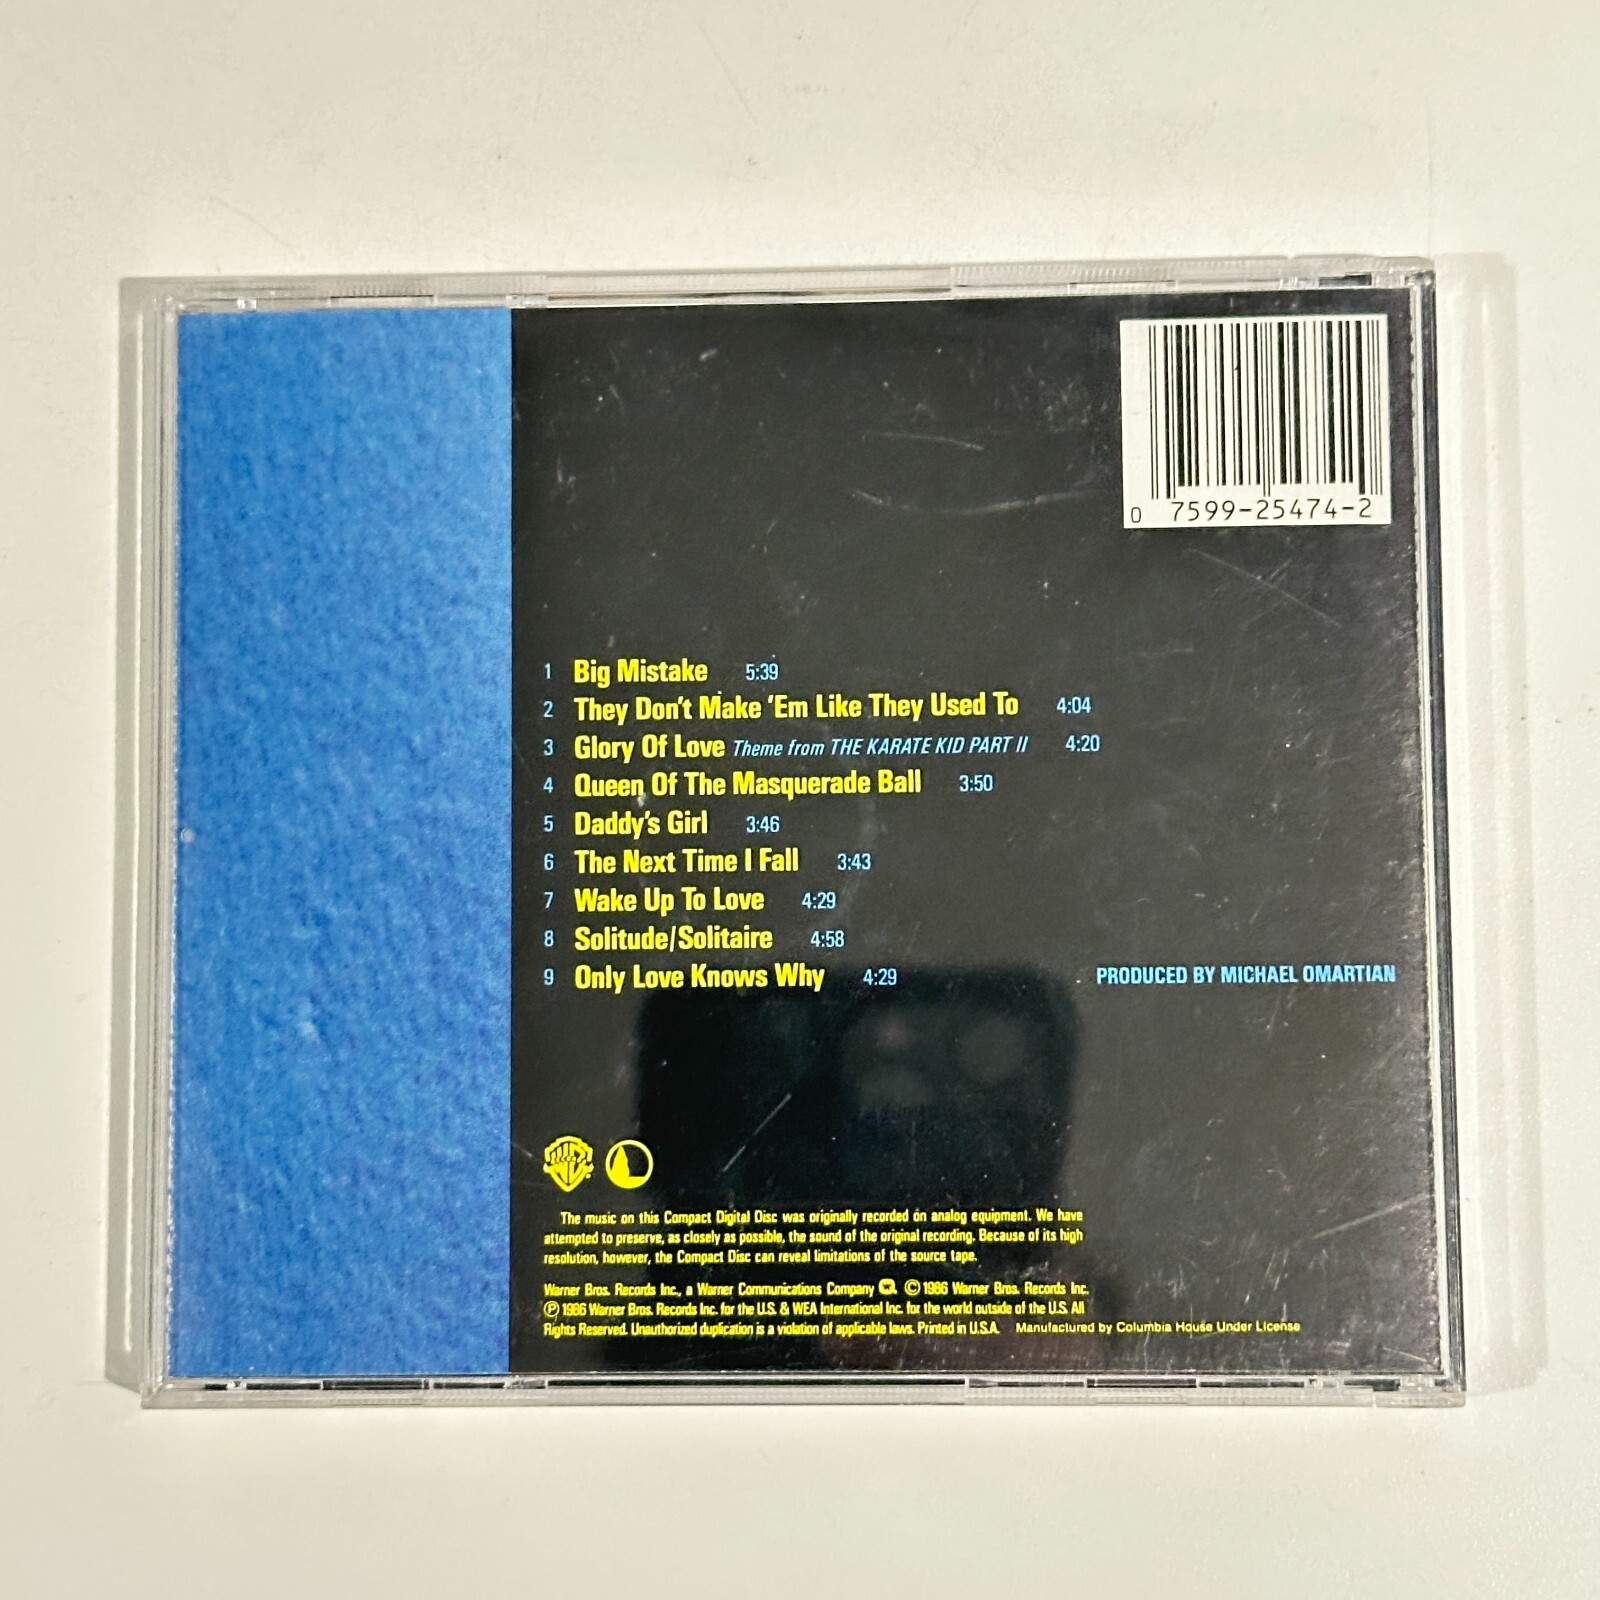 0 7599-25474-2
1 Big Mistake 5:39
2 They Don't Make 'Em Like They Used To 4:04
3 Glory Of Love Theme from THE KARATE KID PART II 4:20
4 Queen Of The Masquerade Ball 3:50
5 Daddy's Girl 3:46
6 The Next Time I Fall 3:43
7 Wake Up To Love 4:29
8 Solitude/Solitaire 4:58
9 Only Love Knows Why 4:29
PRODUCED BY MICHAEL OMARTIAN
The music on this Compact Digital Disc was originally recorded on analog equipment. We have
attempted to preserve, as closely as possible, the sound of the original recording. Because of its high
resolution, however, the Compact Disc can reveal limitations of the source tape.
Warner Bros. Records Inc., a Warner Communications Company © 1986 Warner Bros. Records Inc.
℗ 1986 Warner Bros. Records Inc. for the U.S. & WEA International Inc. for the world outside of the U.S. All
Rights Reserved. Unauthorized duplication is a violation of applicable laws. Printed in U.S.A. Manufactured by Columbia House Under License